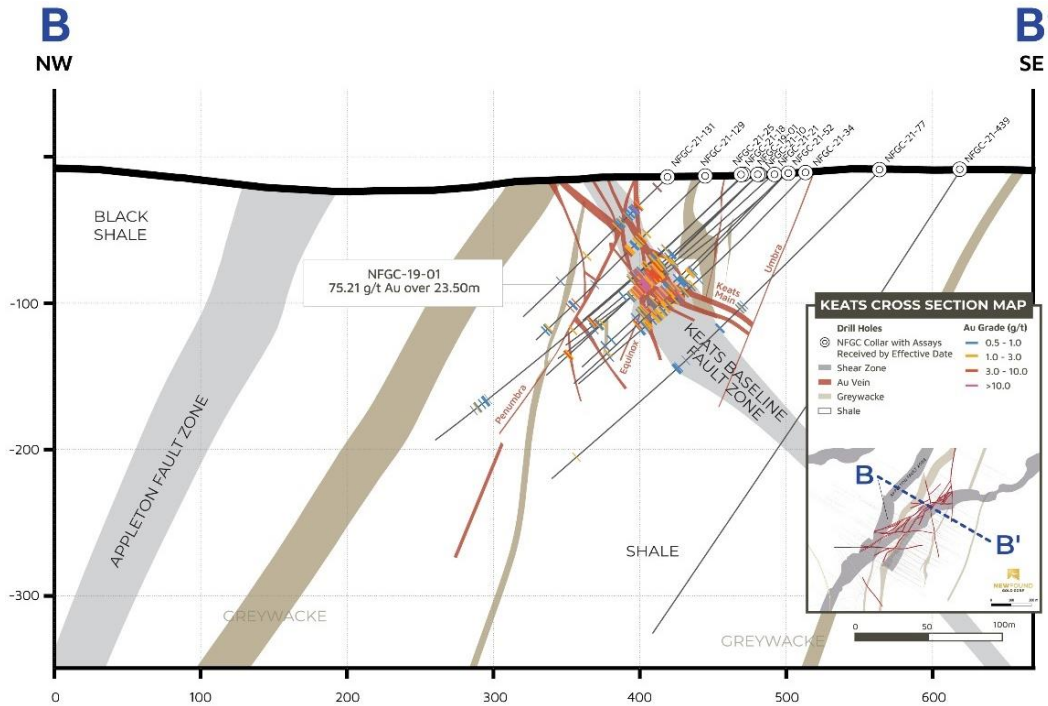 B
NW
B'
SE
NFGC-21-131
NFGC-21-129
NFGC-21-25
NFGC-21-18
NFGC-19-01
NFGC-21-10
NFGC-21-21
NFGC-21-52
NFGC-21-34
NFGC-21-77
NFGC-21-439
BLACK
SHALE
NFGC-19-01
75.21 g/t Au over 23.50m
Umbra
Keats
Main
Equinox
Penumbra
KEATS BASELINE
FAULT ZONE
APPLETON FAULT ZONE
SHALE
GREYWACKE
GREYWACKE
-100
-200
-300
0
100
200
300
400
500
600
KEATS CROSS SECTION MAP
Drill Holes
NFGC Collar with Assays
Received by Effective Date
Shear Zone
Au Vein
Greywacke
Shale
Au Grade (g/t)
0.5 - 1.0
1.0 - 3.0
3.0 - 10.0
>10.0
B
B'
NEWFOUND
GOLD CORP
0
50
100m